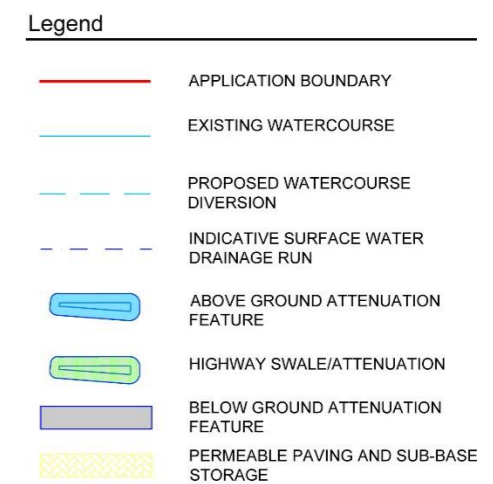 Legend
APPLICATION BOUNDARY
EXISTING WATERCOURSE
PROPOSED WATERCOURSE
DIVERSION
INDICATIVE SURFACE WATER
DRAINAGE RUN
ABOVE GROUND ATTENUATION
FEATURE
HIGHWAY SWALE/ATTENUATION
BELOW GROUND ATTENUATION
FEATURE
PERMEABLE PAVING AND SUB-BASE
STORAGE